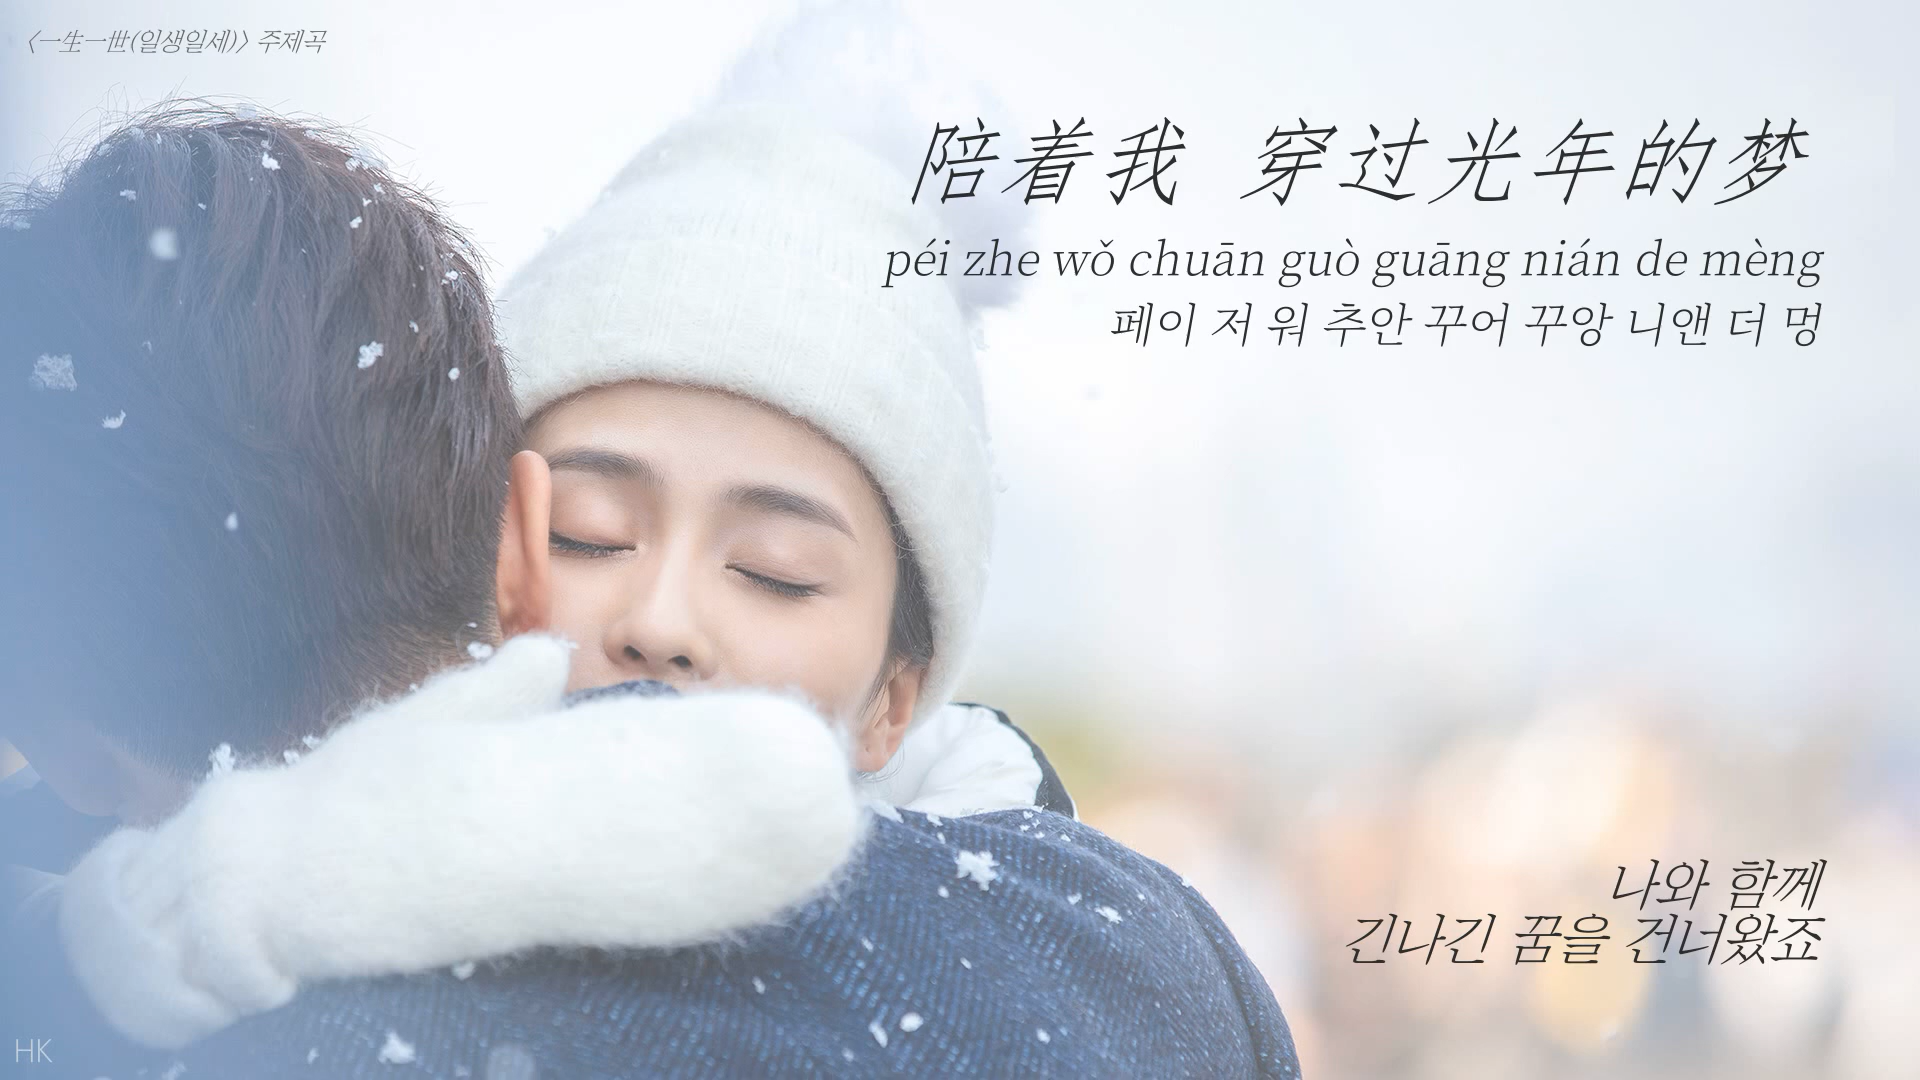 〈一生一世(일생일세)〉 주제곡
陪着我 穿过光年的梦
péi zhe wǒ chuān guò guāng nián de mèng
페이 저 워 추안 꾸어 꾸앙 니앤 더 멍
나와 함께
긴나긴 꿈을 건너왔죠
HK